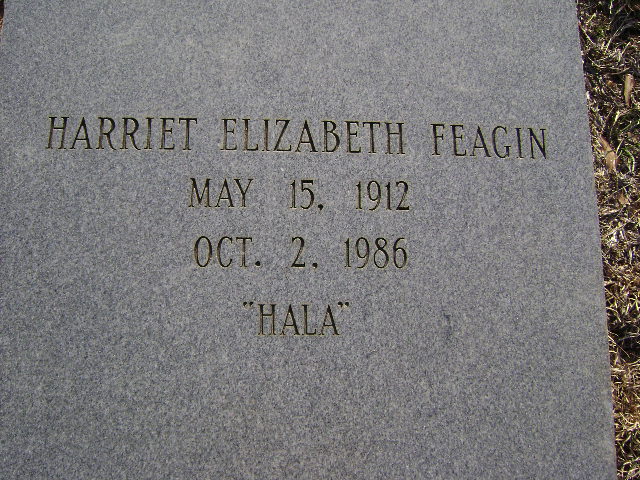 HARRIET ELIZABETH FEAGIN
MAY 15, 1912
OCT. 2, 1986
"HALA"